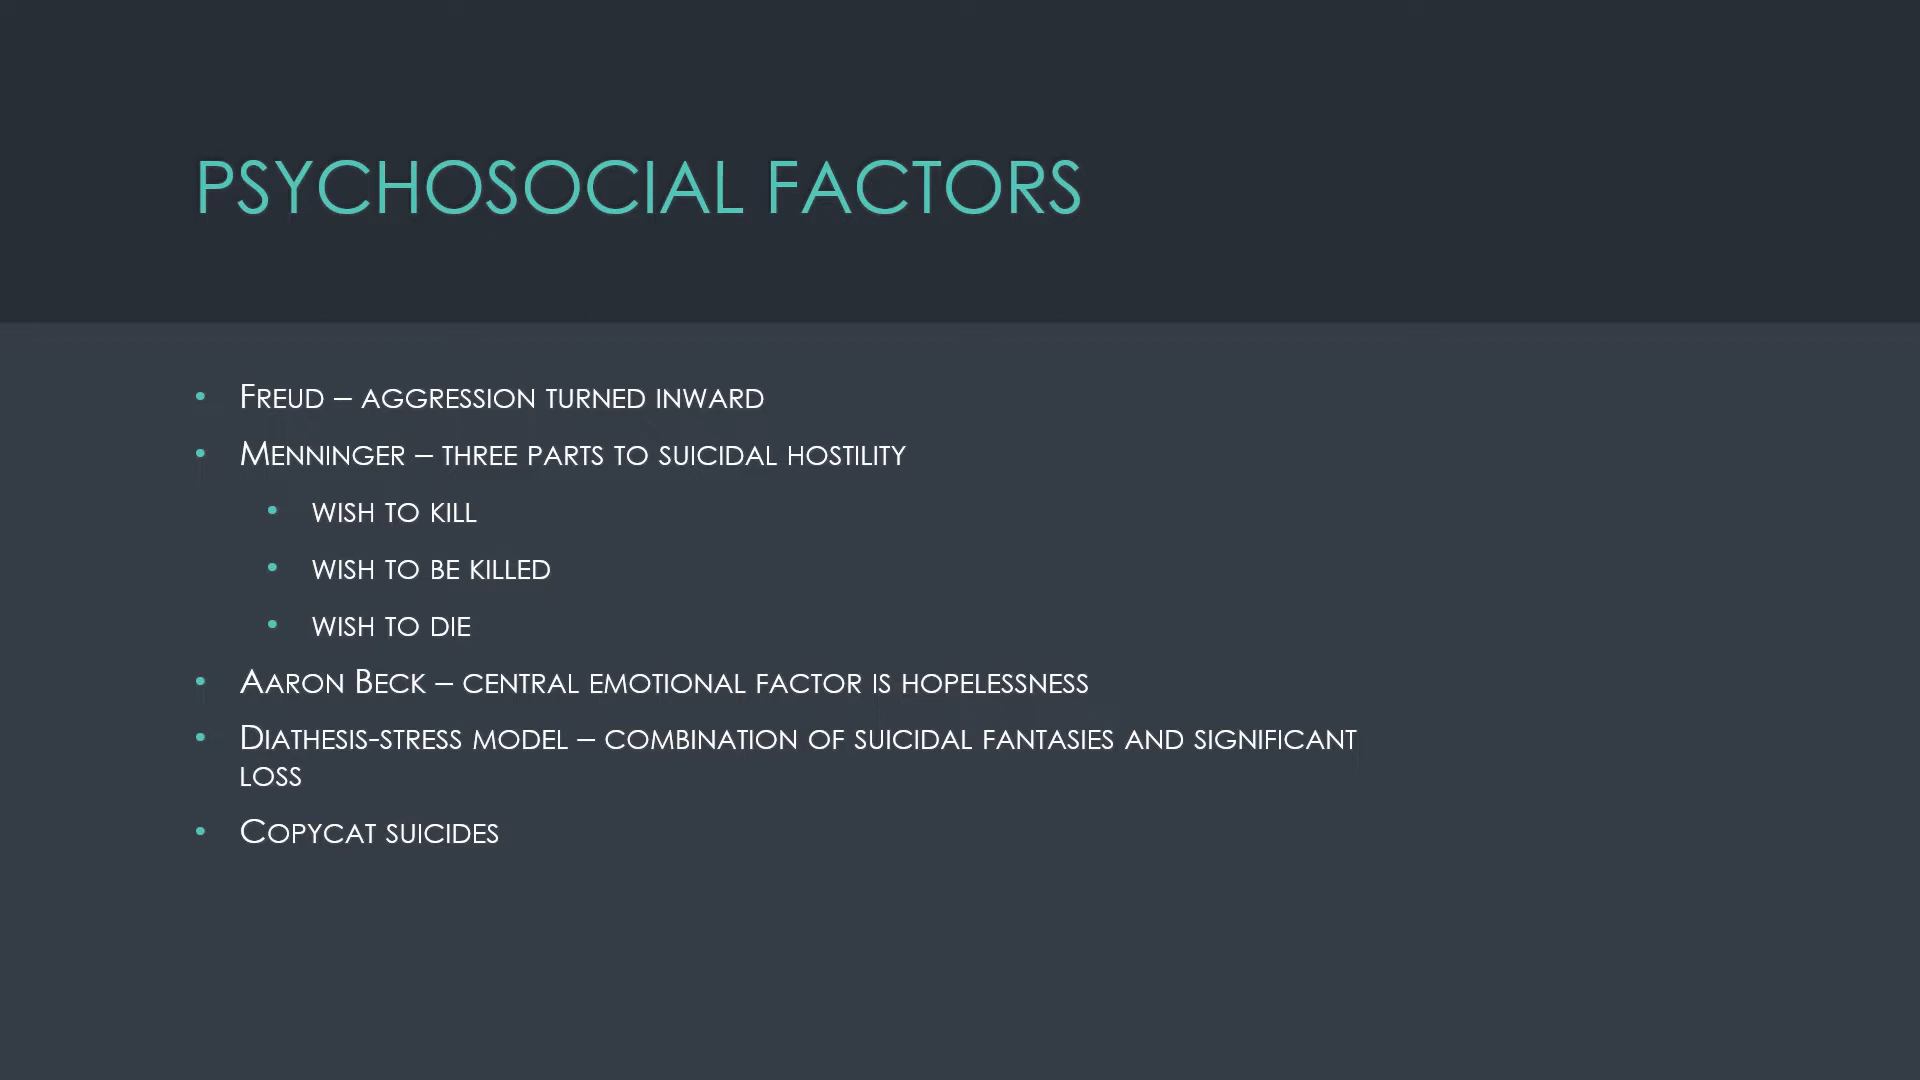 PSYCHOSOCIAL FACTORS
• Freud – aggression turned inward
• Menninger – three parts to suicidal hostility
• wish to kill
• wish to be killed
• wish to die
• Aaron Beck – central emotional factor is hopelessness
• Diathesis-stress model – combination of suicidal fantasies and significant
loss
• Copycat suicides